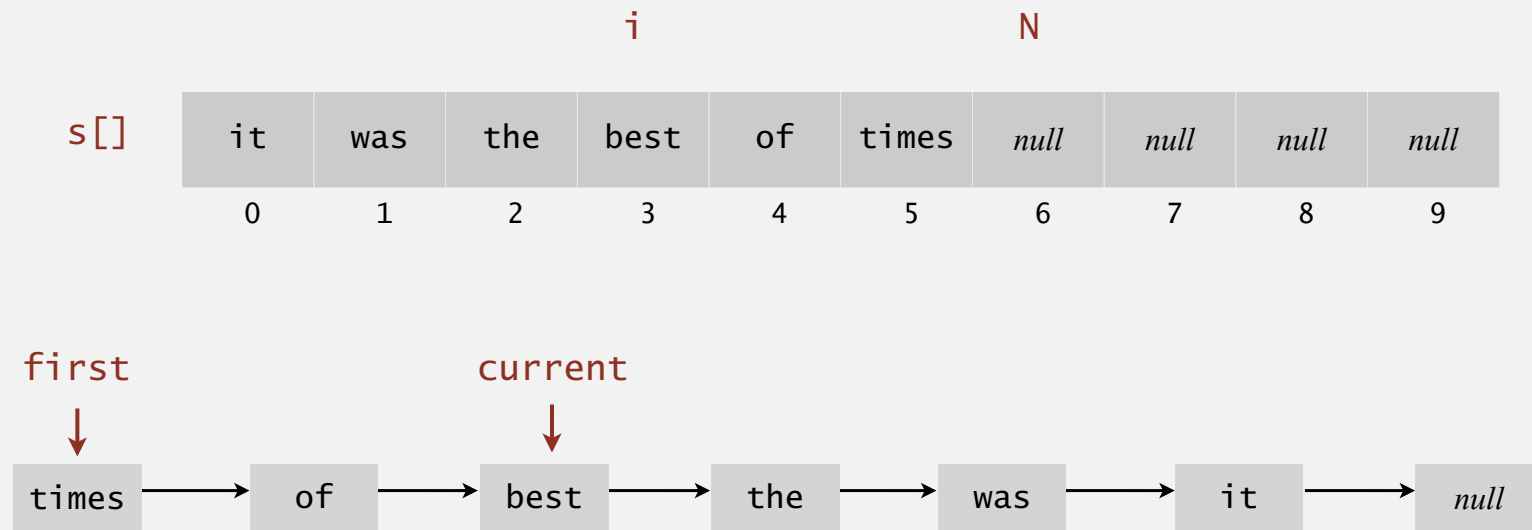 i N
s[] it was the best of times null null null null
0 1 2 3 4 5 6 7 8 9
first current
times of best the was it null